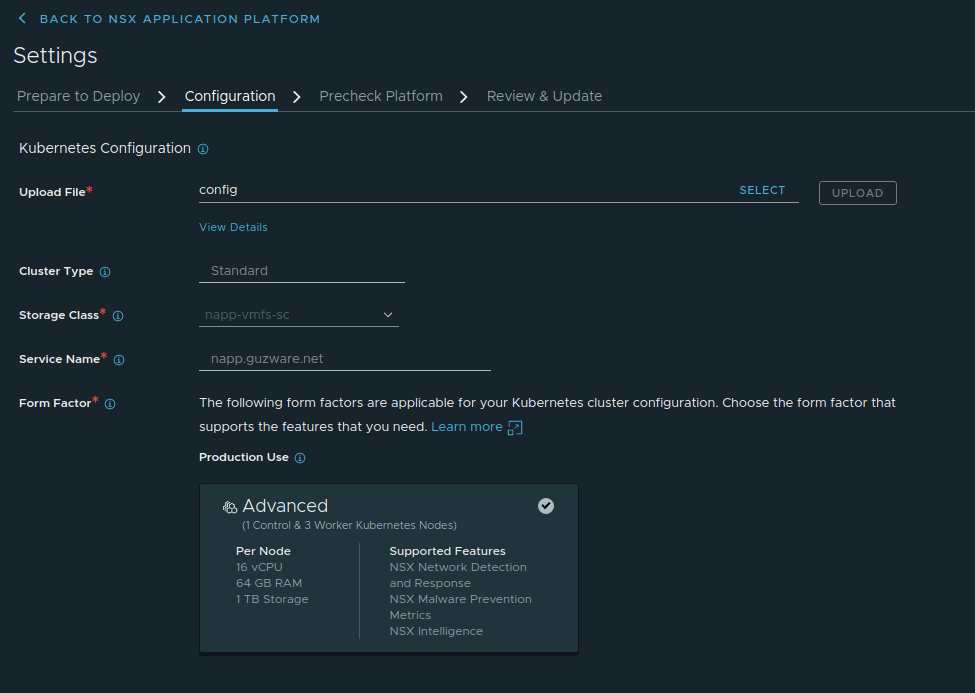 BACK TO NSX APPLICATION PLATFORM
Settings
Prepare to Deploy > Configuration > Precheck Platform > Review & Update
Kubernetes Configuration
Upload File* config SELECT UPLOAD
View Details
Cluster Type Standard
Storage Class* napp-vmfs-sc
Service Name* napp.guzware.net
Form Factor* The following form factors are applicable for your Kubernetes cluster configuration. Choose the form factor that
supports the features that you need. Learn more
Production Use
Advanced
(1 Control & 3 Worker Kubernetes Nodes)
Per Node
16 vCPU
64 GB RAM
1 TB Storage
Supported Features
NSX Network Detection
and Response
NSX Malware Prevention
Metrics
NSX Intelligence